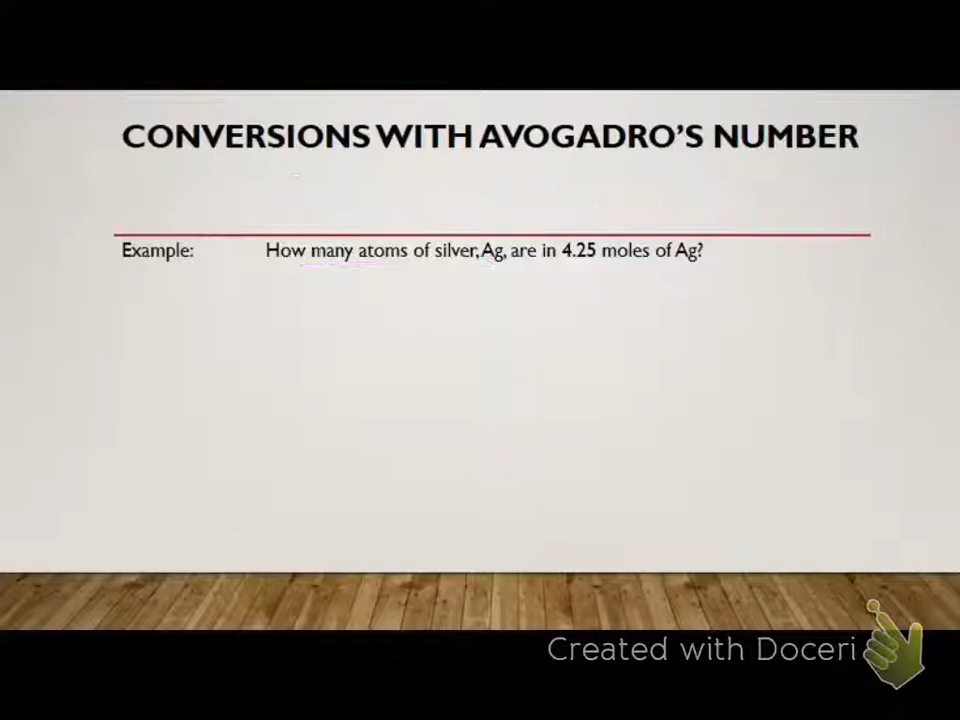 CONVERSIONS WITH AVOGADRO'S NUMBER
Example: How many atoms of silver, Ag, are in 4.25 moles of Ag?
Created with Doceri